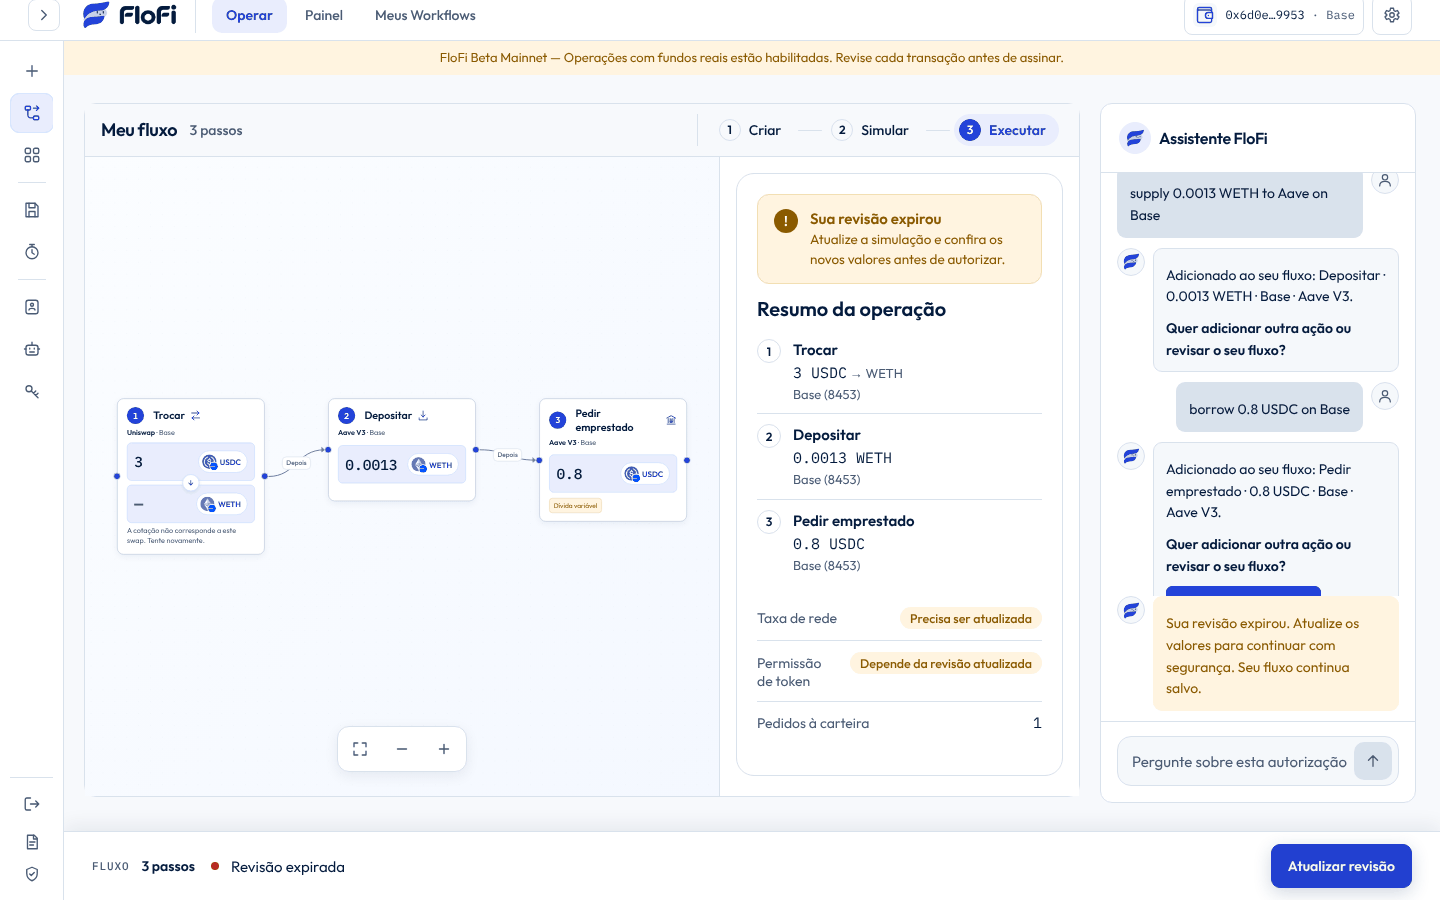 FloFi
Operar
Painel
Meus Workflows
0x6d0e…9953 · Base
FloFi Beta Mainnet — Operações com fundos reais estão habilitadas. Revise cada transação antes de assinar.
Meu fluxo 3 passos
1 Criar
2 Simular
3 Executar
1 Trocar
Uniswap · Base
3 USDC
— WETH
A cotação não corresponde a este
swap. Tente novamente.
Depois
2 Depositar
Aave V3 · Base
0.0013 WETH
Depois
3 Pedir
emprestado
Aave V3 · Base
0.8 USDC
Dívida variável
! Sua revisão expirou
Atualize a simulação e confira os
novos valores antes de autorizar.
Resumo da operação
1 Trocar
3 USDC → WETH
Base (8453)
2 Depositar
0.0013 WETH
Base (8453)
3 Pedir emprestado
0.8 USDC
Base (8453)
Taxa de rede Precisa ser atualizada
Permissão
de token
Depende da revisão atualizada
Pedidos à carteira 1
Assistente FloFi
supply 0.0013 WETH to Aave on
Base
Adicionado ao seu fluxo: Depositar ·
0.0013 WETH · Base · Aave V3.
Quer adicionar outra ação ou
revisar o seu fluxo?
borrow 0.8 USDC on Base
Adicionado ao seu fluxo: Pedir
emprestado · 0.8 USDC · Base ·
Aave V3.
Quer adicionar outra ação ou
revisar o seu fluxo?
Sua revisão expirou. Atualize os
valores para continuar com
segurança. Seu fluxo continua
salvo.
Pergunte sobre esta autorização
FLUXO 3 passos Revisão expirada
Atualizar revisão